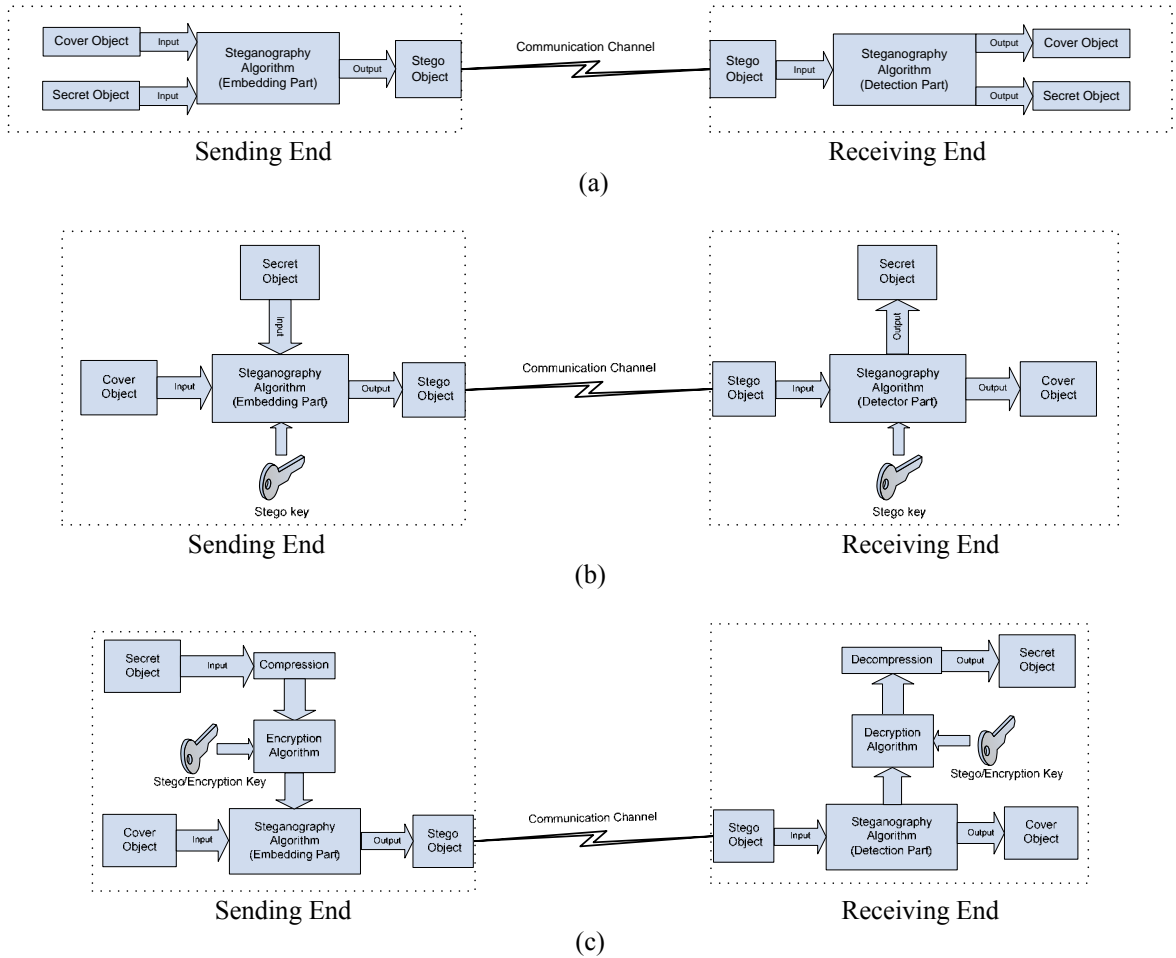 Cover Object
Input
Secret Object
Input
Steganography
Algorithm
(Embedding Part)
Output
Stego
Object
Communication Channel
Stego
Object
Input
Steganography
Algorithm
(Detection Part)
Output
Cover Object
Output
Secret Object
Sending End
Receiving End
(a)
Secret
Object
Input
Cover
Object
Input
Steganography
Algorithm
(Embedding Part)
Output
Stego
Object
Stego key
Communication Channel
Secret
Object
Output
Stego
Object
Input
Steganography
Algorithm
(Detector Part)
Output
Cover
Object
Stego key
Sending End
Receiving End
(b)
Secret
Object
Input
Compression
Encryption
Algorithm
Stego/Encryption Key
Cover
Object
Input
Steganography
Algorithm
(Embedding Part)
Output
Stego
Object
Communication Channel
Decompression
Output
Secret
Object
Decryption
Algorithm
Stego/Encryption Key
Stego
Object
Input
Steganography
Algorithm
(Detection Part)
Output
Cover
Object
Sending End
Receiving End
(c)